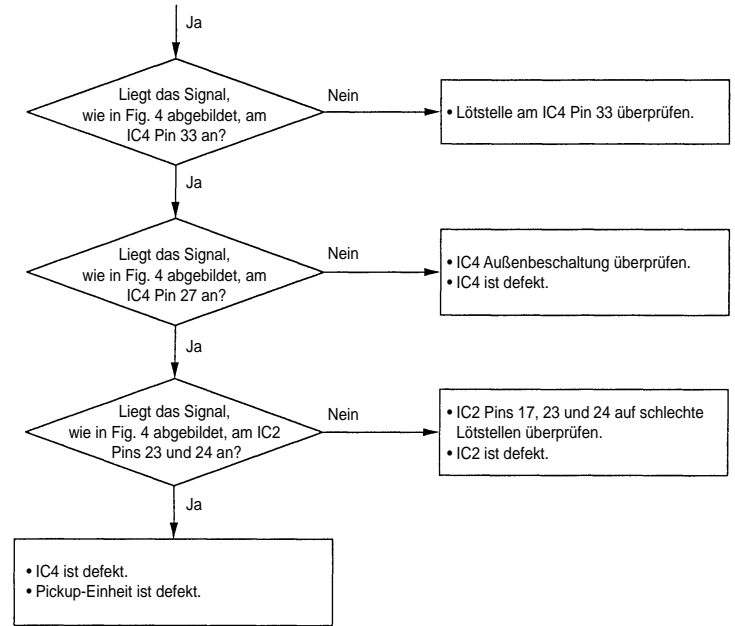 Ja
Liegt das Signal,
wie in Fig. 4 abgebildet, am
IC4 Pin 33 an?
Nein
• Lötstelle am IC4 Pin 33 überprüfen.
Ja
Liegt das Signal,
wie in Fig. 4 abgebildet, am
IC4 Pin 27 an?
Nein
• IC4 Außenbeschaltung überprüfen.
• IC4 ist defekt.
Ja
Liegt das Signal,
wie in Fig. 4 abgebildet, am IC2
Pins 23 und 24 an?
Nein
• IC2 Pins 17, 23 und 24 auf schlechte
Lötstellen überprüfen.
• IC2 ist defekt.
Ja
• IC4 ist defekt.
• Pickup-Einheit ist defekt.